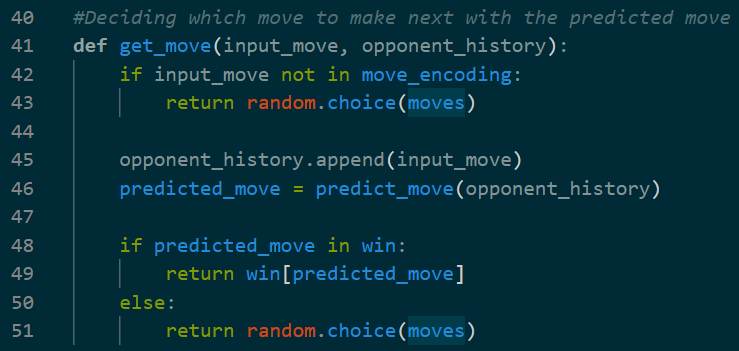 40 #Deciding which move to make next with the predicted move
41 def get_move(input_move, opponent_history):
42     if input_move not in move_encoding:
43         return random.choice(moves)
44
45     opponent_history.append(input_move)
46     predicted_move = predict_move(opponent_history)
47
48     if predicted_move in win:
49         return win[predicted_move]
50     else:
51         return random.choice(moves)